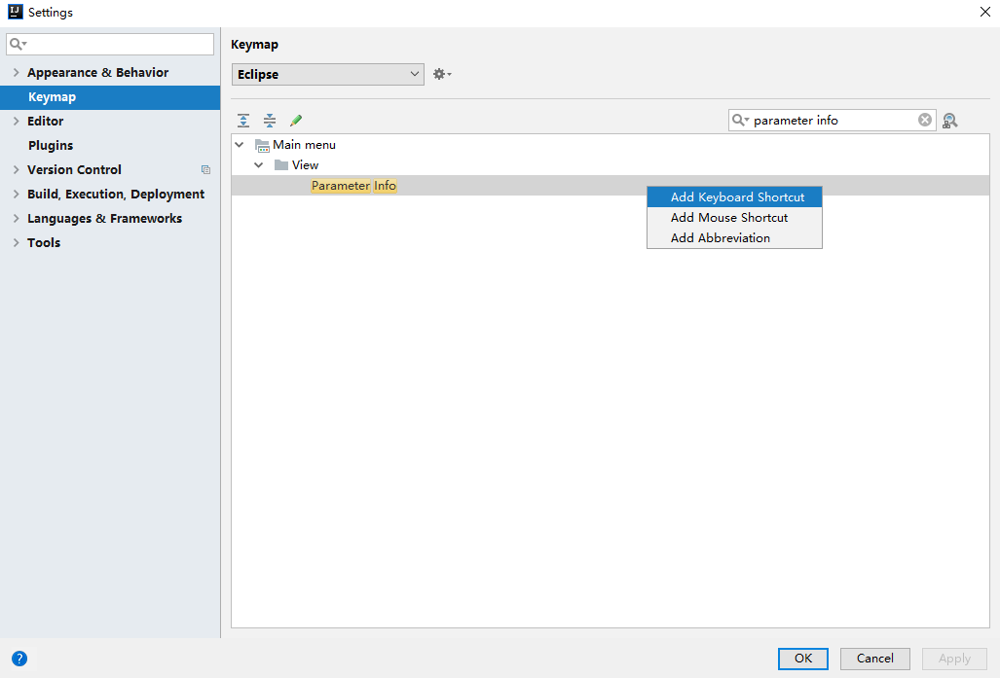 Settings
Keymap
Appearance & Behavior
Keymap
Editor
Plugins
Version Control
Build, Execution, Deployment
Languages & Frameworks
Tools
Eclipse
parameter info
Main menu
View
Parameter Info
Add Keyboard Shortcut
Add Mouse Shortcut
Add Abbreviation
?
OK
Cancel
Apply